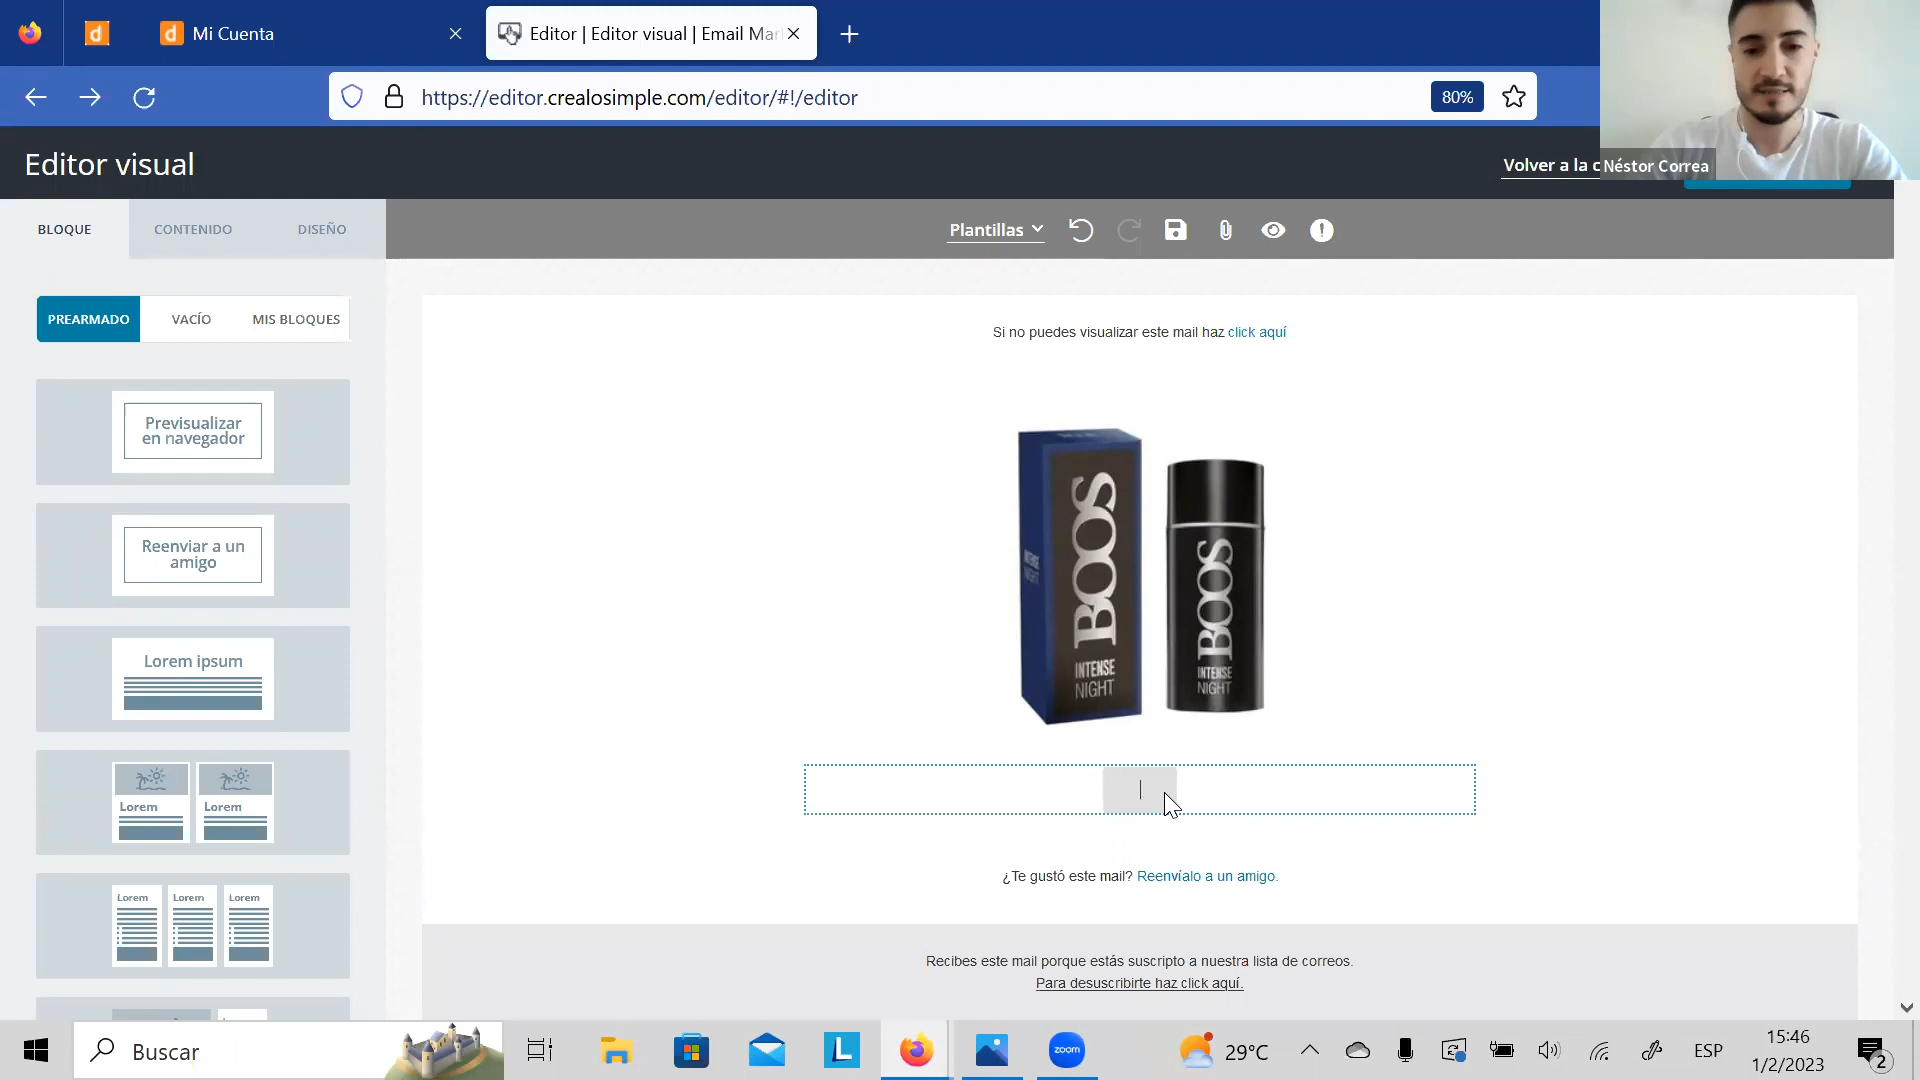 Mi Cuenta
Editor | Editor visual | Email Mar
https://editor.crealosimple.com/editor/#!/editor
80%
Editor visual
Volver a la c
Néstor Correa
BLOQUE
CONTENIDO
DISEÑO
Plantillas
PREARMADO
VACÍO
MIS BLOQUES
Si no puedes visualizar este mail haz click aquí
Previsualizar
en navegador
Reenviar a un
amigo
Lorem ipsum
Lorem
Lorem
Lorem
Lorem
Lorem
BOOS
INTENSE
NIGHT
BOOS
INTENSE
NIGHT
¿Te gustó este mail? Reenvíalo a un amigo.
Recibes este mail porque estás suscripto a nuestra lista de correos.
Para desuscribirte haz click aquí.
Buscar
zoom
29°C
ESP
15:46
1/2/2023
2